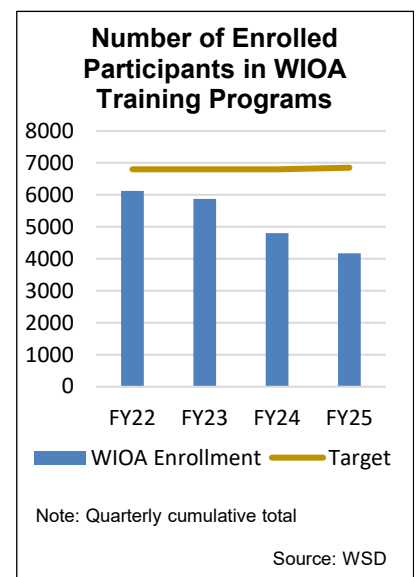 Number of Enrolled
Participants in WIOA
Training Programs
8000
7000
6000
5000
4000
3000
2000
1000
0
FY22 FY23 FY24 FY25
WIOA Enrollment Target
Note: Quarterly cumulative total
Source: WSD